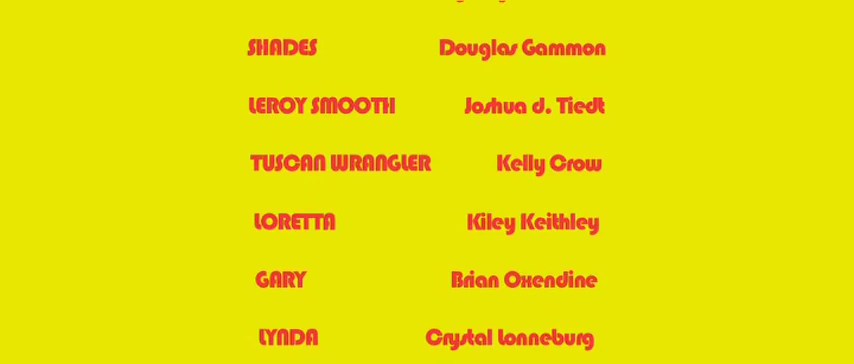 SHADES Douglas Gammon
LEROY SMOOTH Joshua d. Tiedt
TUSCAN WRANGLER Kelly Crow
LORETTA Kiley Keithley
GARY Brian Oxendine
LYNDA Crystal Lonneburg